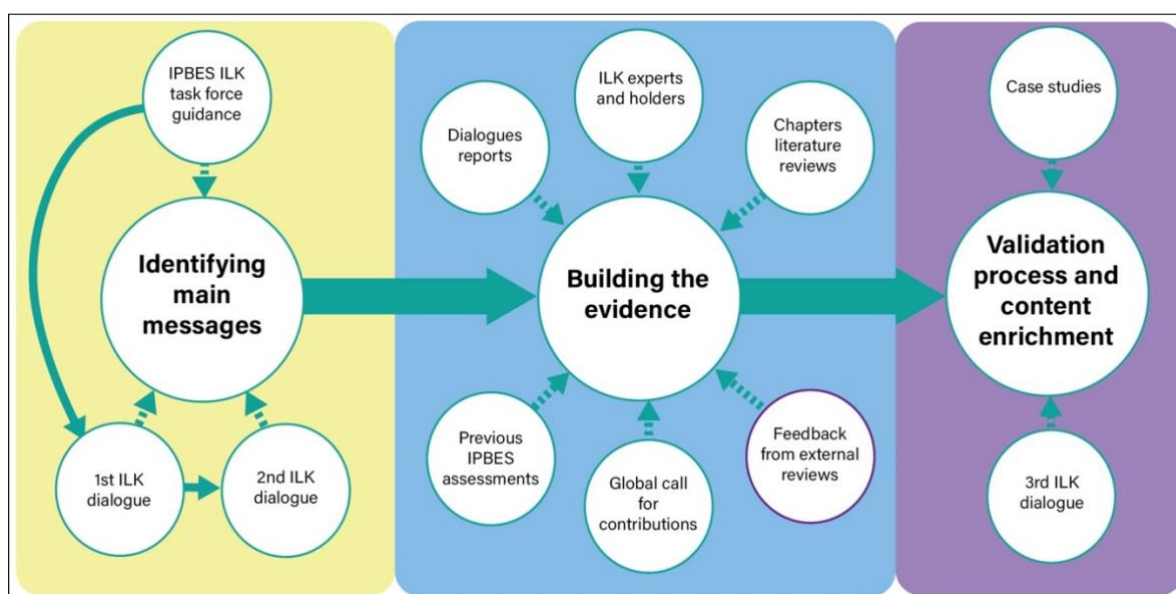 IPBES ILK
task force
guidance
Identifying
main
messages
1st ILK
dialogue
2nd ILK
dialogue
Dialogues
reports
ILK experts
and holders
Chapters
literature
reviews
Building the
evidence
Previous
IPBES
assessments
Global call
for
contributions
Feedback
from external
reviews
Case studies
Validation
process and
content
enrichment
3rd ILK
dialogue